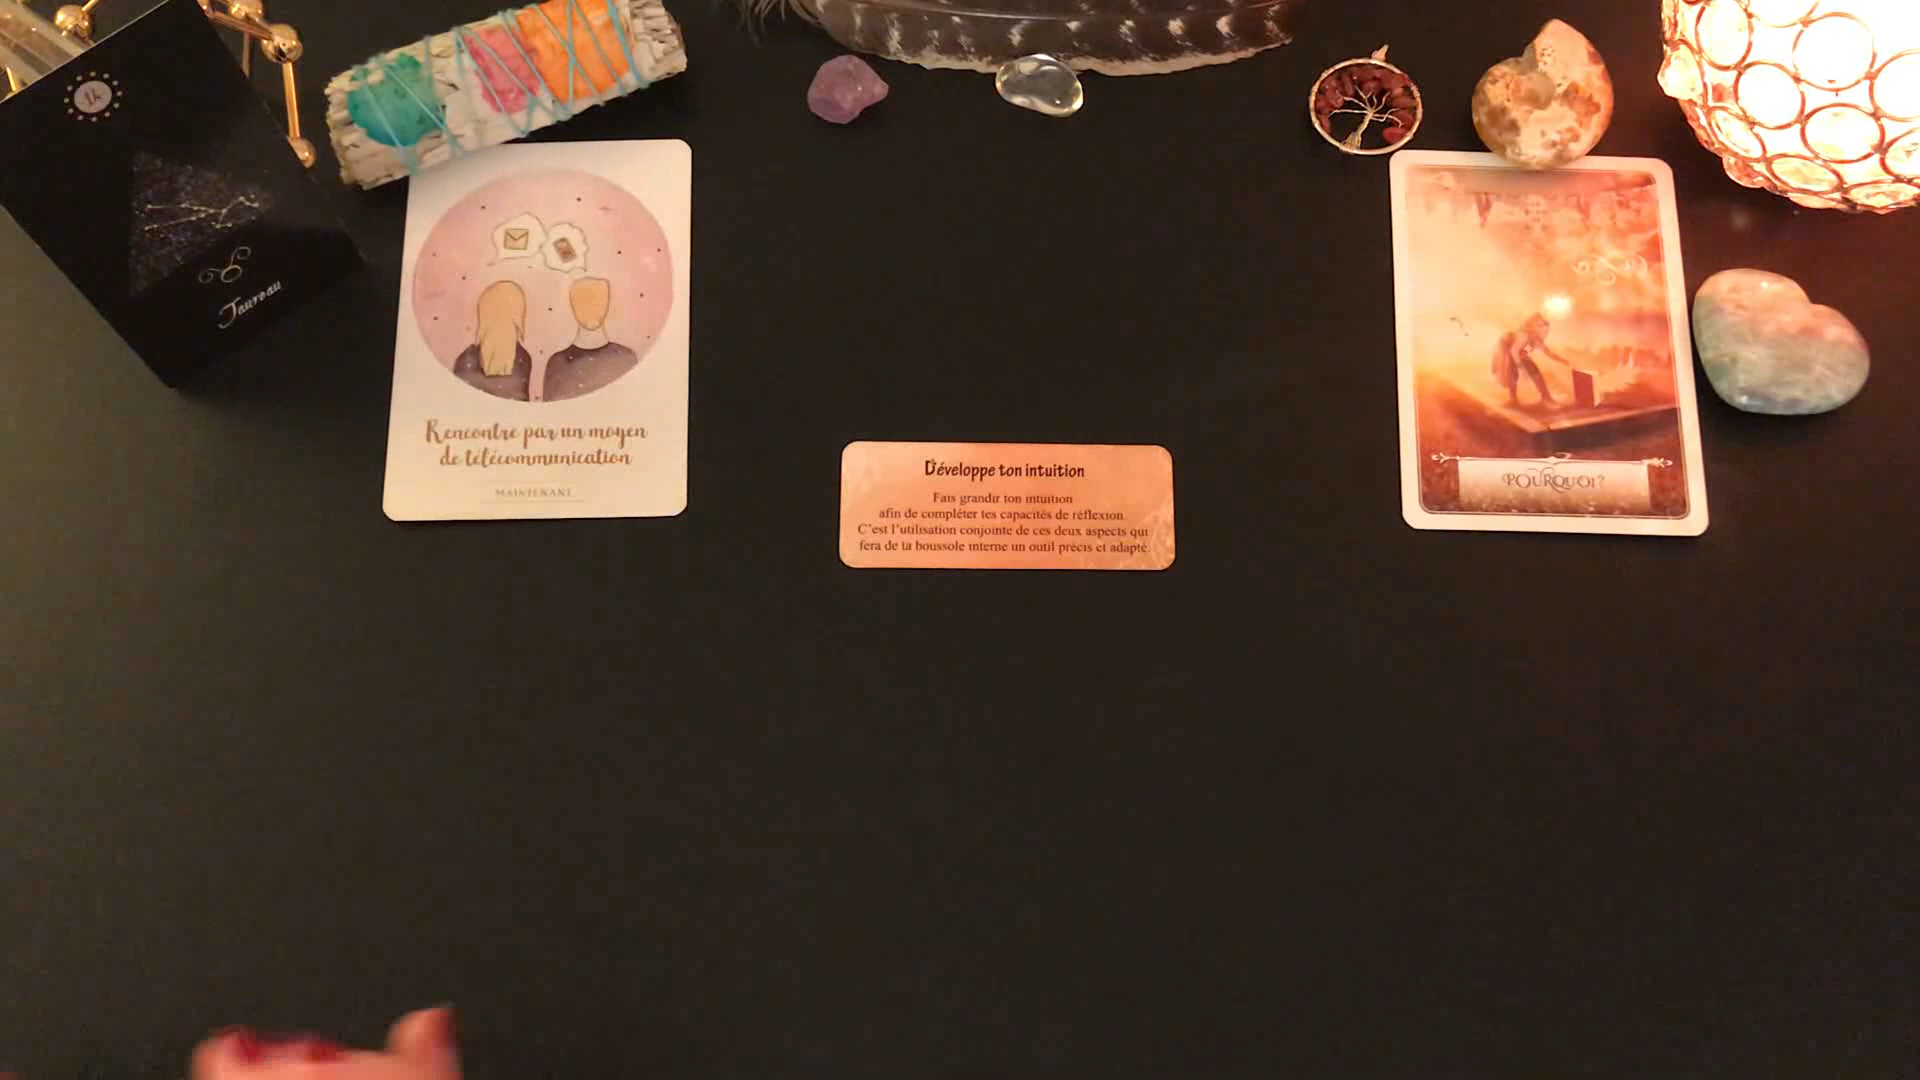 14
Taureau
Rencontre par un moyen
de télécommunication
MAINTENANT
Développe ton intuition
Fais grandir ton intuition
afin de compléter tes capacités de réflexion.
C'est l'utilisation conjointe de ces deux aspects qui
fera de ta boussole interne un outil précis et adapté.
POURQUOI ?